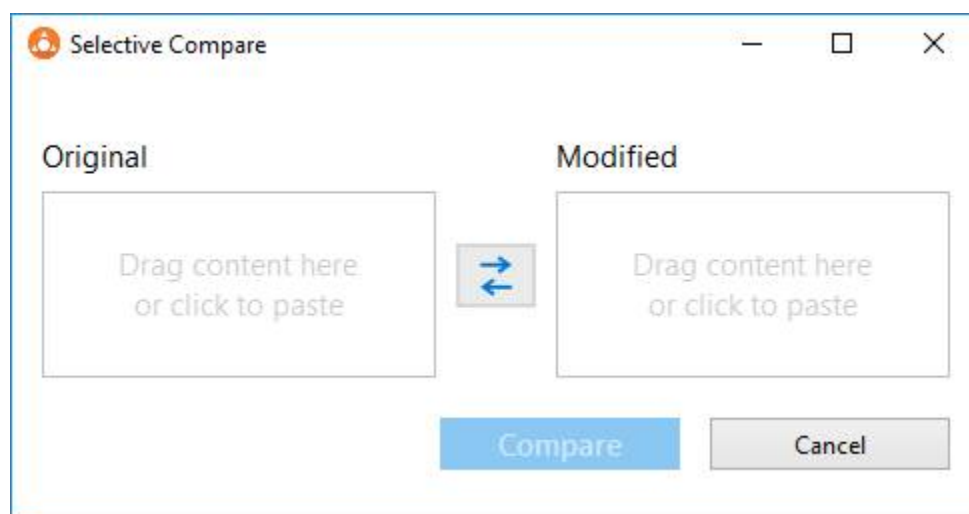 Selective Compare
Original
Modified
Drag content here
or click to paste
Drag content here
or click to paste
Compare
Cancel